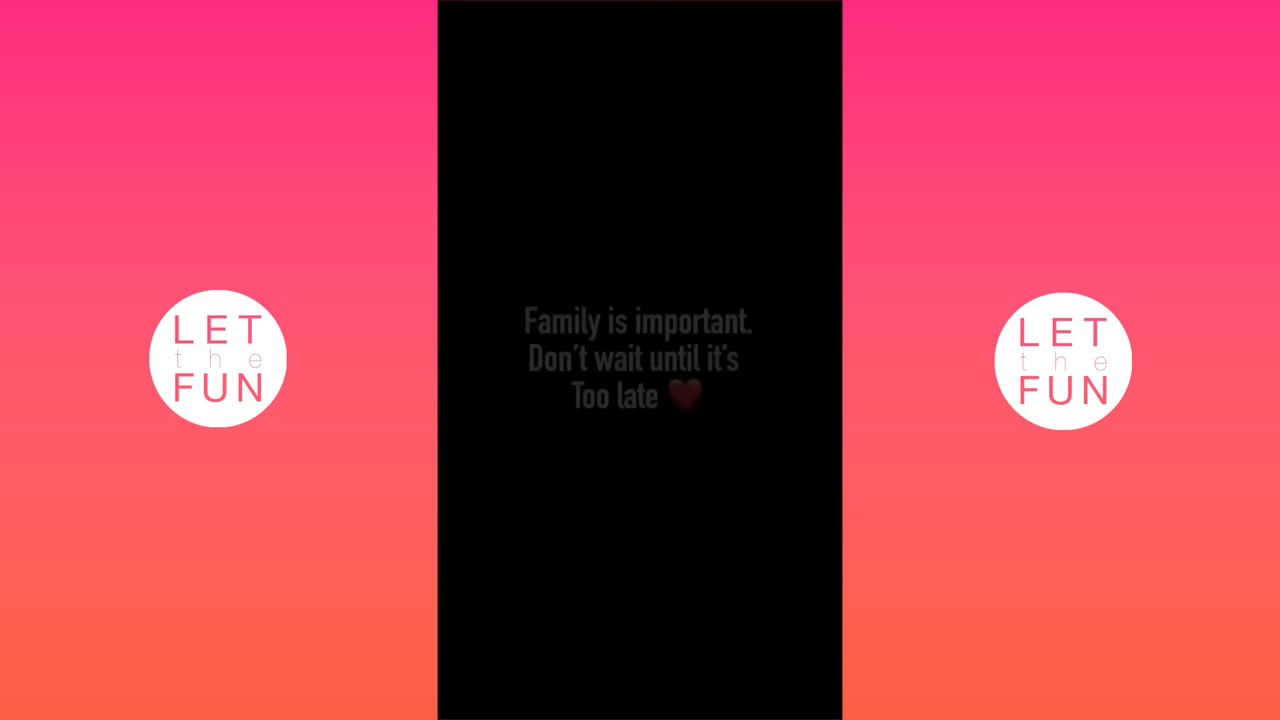 LET
the
FUN
Family is important.
Don't wait until it's
Too late ❤️
LET
the
FUN